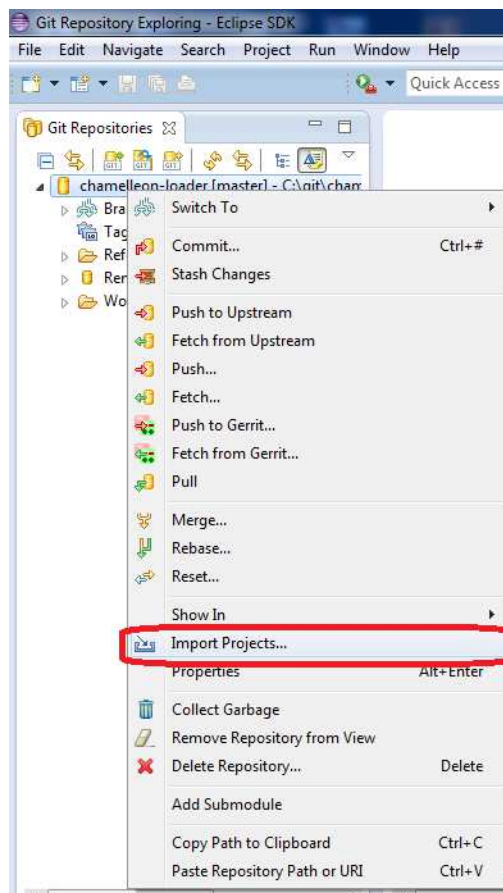 Git Repository Exploring - Eclipse SDK
File Edit Navigate Search Project Run Window Help
Quick Access
Git Repositories
chamelleon-loader [master] - C:\git\cham
Bra
Tag
Ref
Rem
Wo
Switch To
Commit... Ctrl+#
Stash Changes
Push to Upstream
Fetch from Upstream
Push...
Fetch...
Push to Gerrit...
Fetch from Gerrit...
Pull
Merge...
Rebase...
Reset...
Show In
Import Projects...
Properties Alt+Enter
Collect Garbage
Remove Repository from View
Delete Repository... Delete
Add Submodule
Copy Path to Clipboard Ctrl+C
Paste Repository Path or URI Ctrl+V